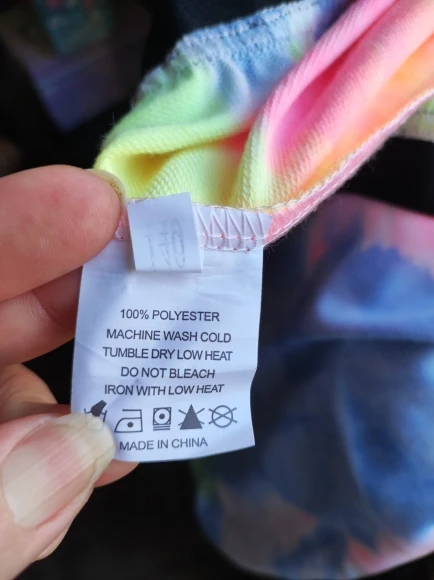 100% POLYESTER
MACHINE WASH COLD
TUMBLE DRY LOW HEAT
DO NOT BLEACH
IRON WITH LOW HEAT
MADE IN CHINA